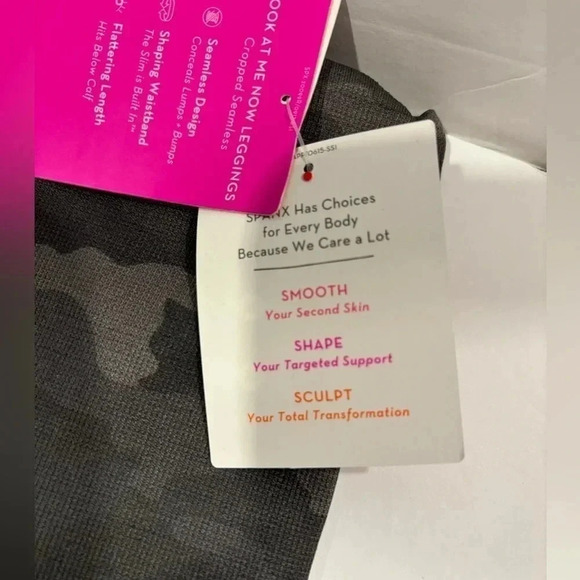 OOK AT ME NOW LEGGINGS
Cropped Seamless
Seamless Design
Conceals Lumps + Bumps
Shaping Waistband
The Slim is Built In™
Flattering Length
Hits Below Calf
SPANX Has Choices
for Every Body
Because We Care a Lot
SMOOTH
Your Second Skin
SHAPE
Your Targeted Support
SCULPT
Your Total Transformation